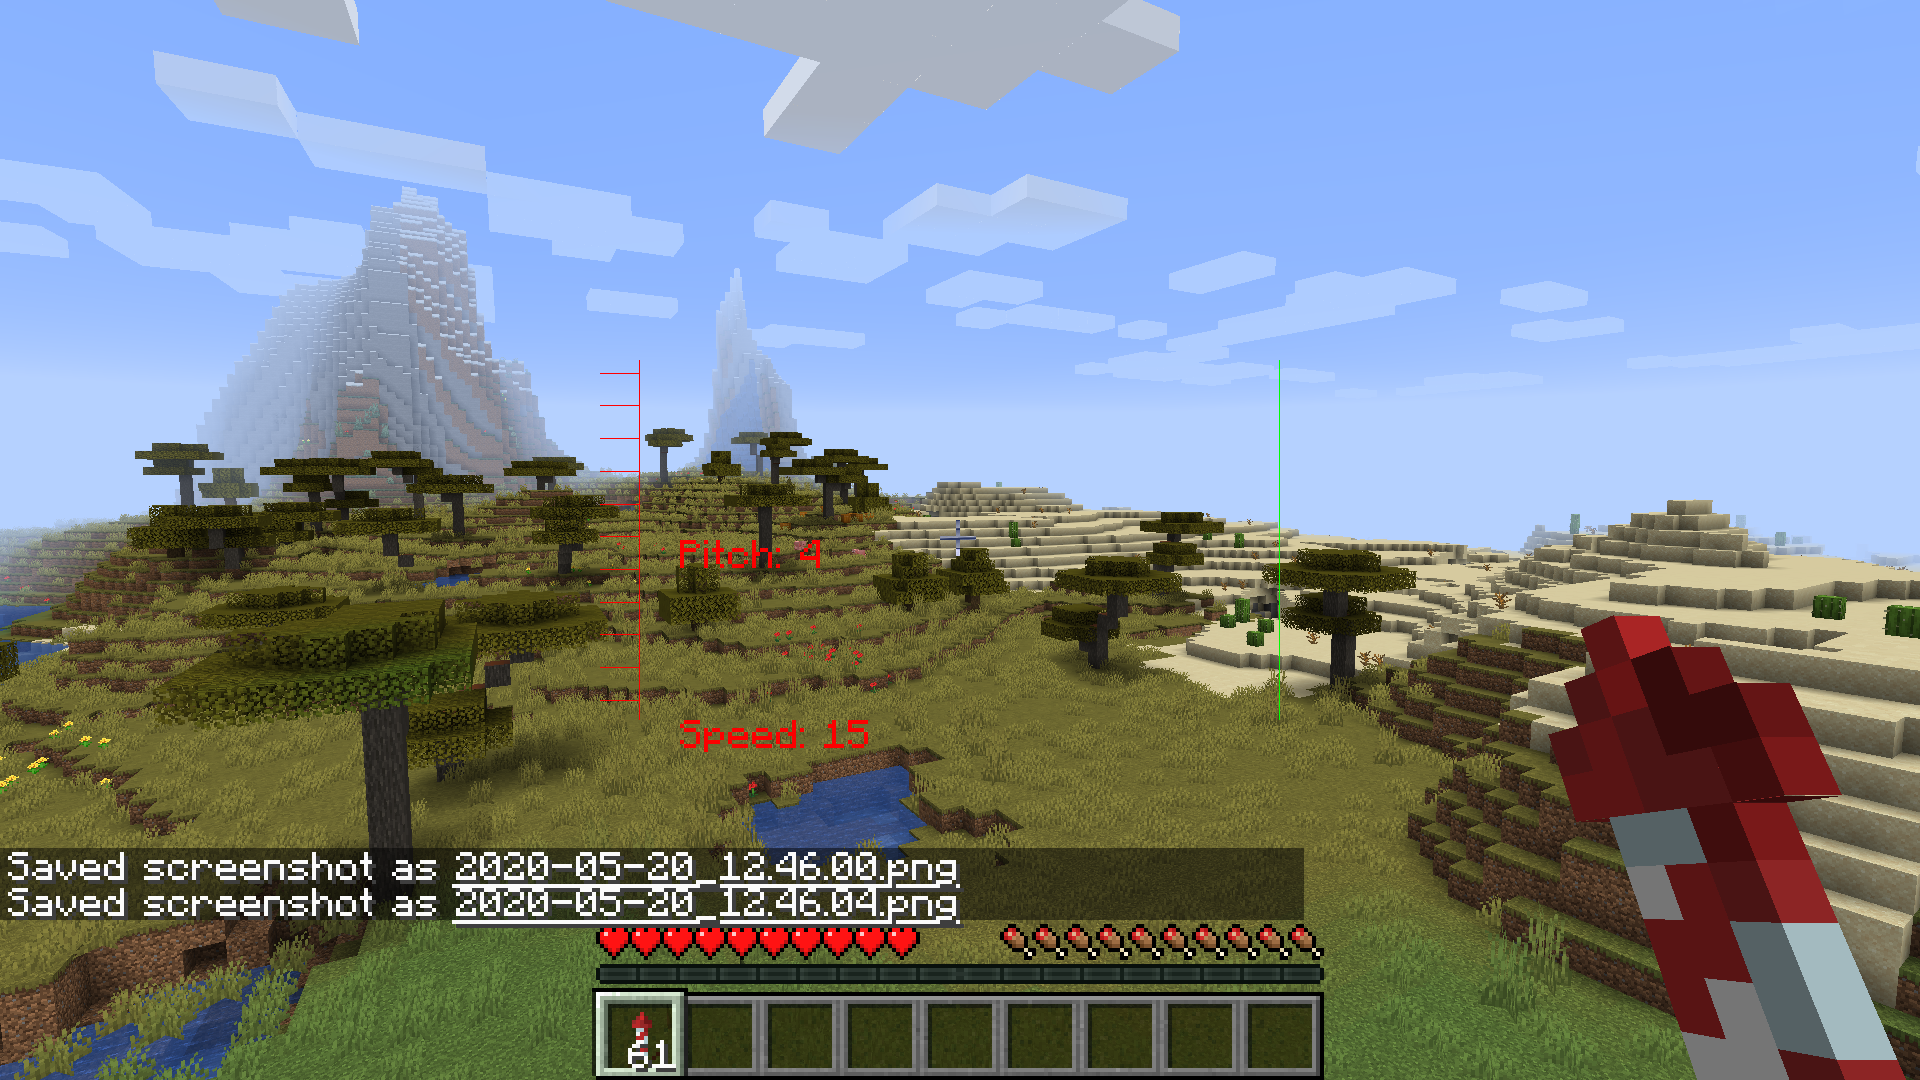 Pitch: 4
Speed: 15
Saved screenshot as 2020-05-20_12.46.00.png
Saved screenshot as 2020-05-20_12.46.04.png
61